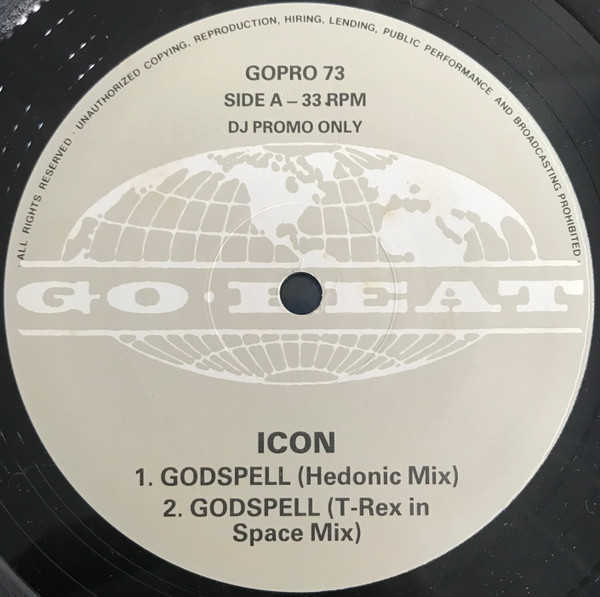 ALL RIGHTS RESERVED · UNAUTHORIZED COPYING, REPRODUCTION, HIRING, LENDING, PUBLIC PERFORMANCE AND BROADCASTING PROHIBITED ·
GOPRO 73
SIDE A – 33 RPM
DJ PROMO ONLY
GO·BEAT
ICON
1. GODSPELL (Hedonic Mix)
2. GODSPELL (T-Rex in
Space Mix)